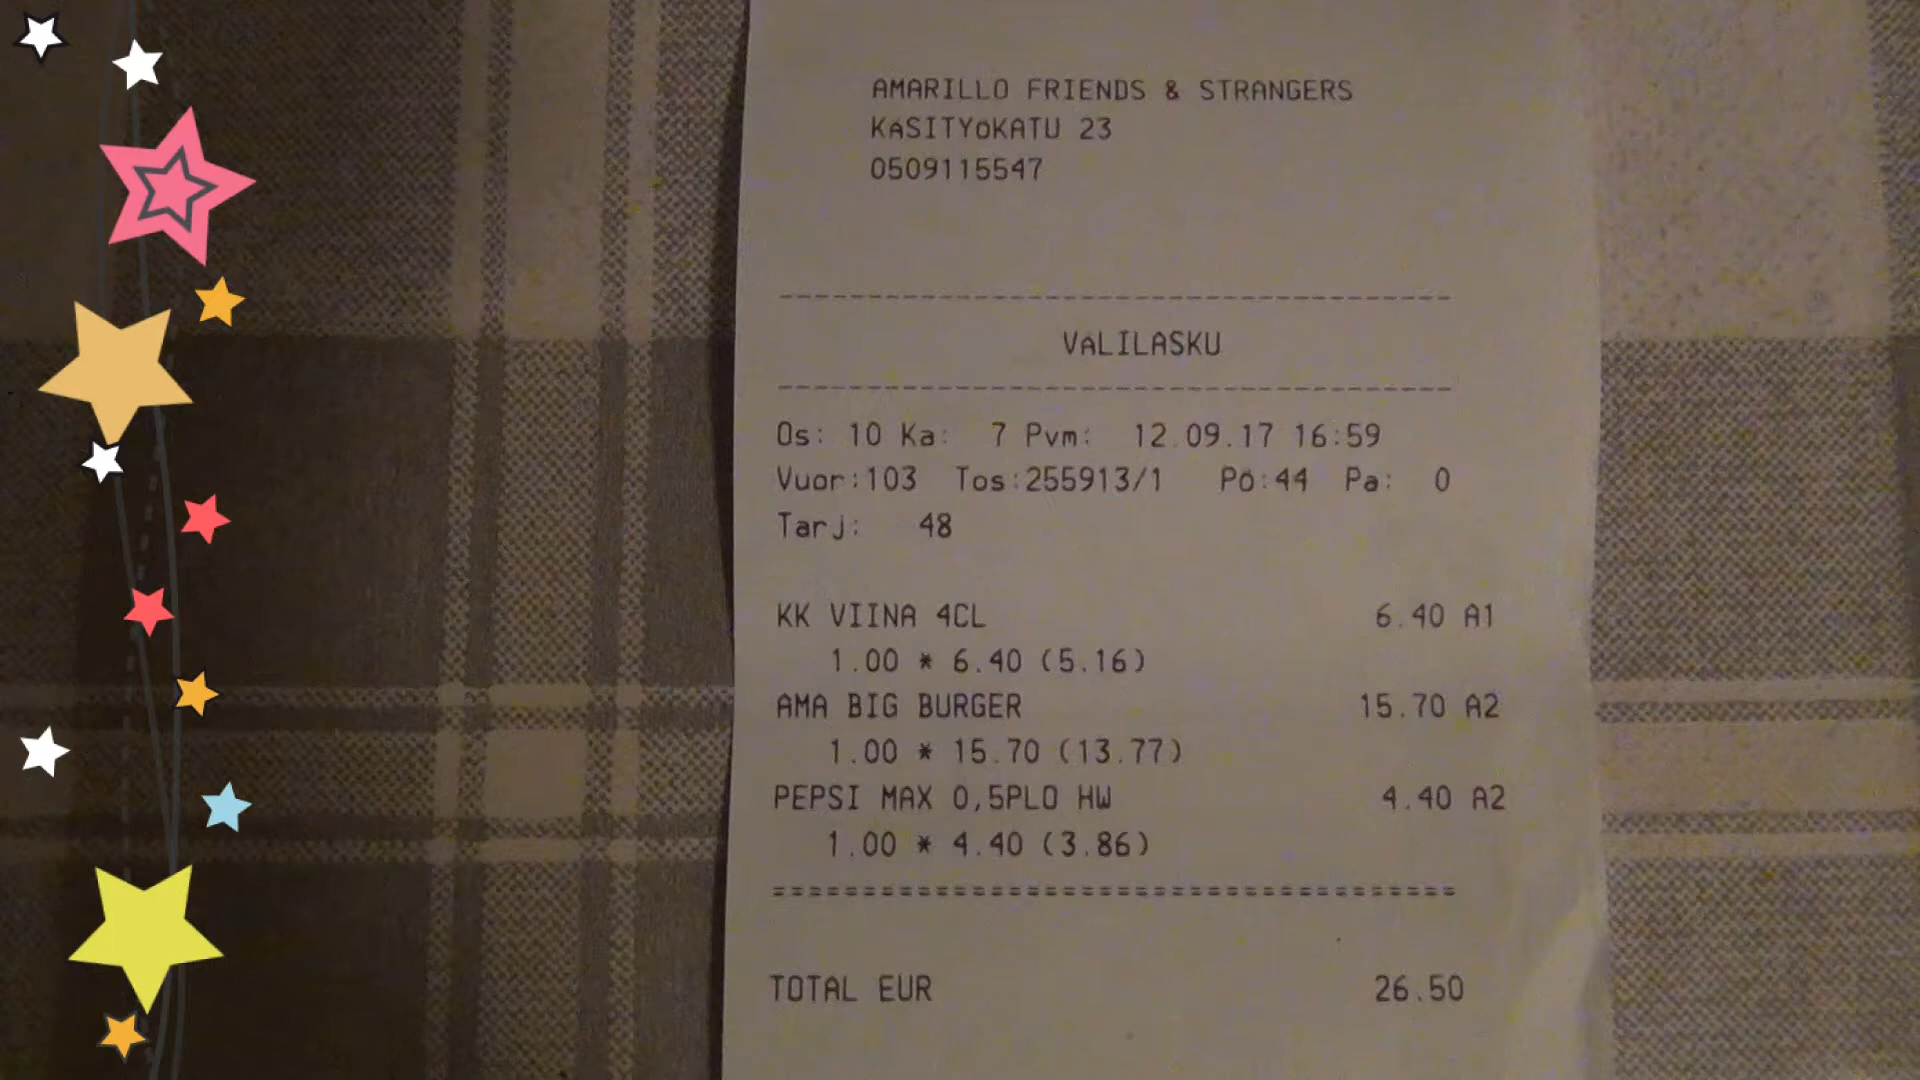 AMARILLO FRIENDS & STRANGERS
KÄSITYÖKATU 23
0509115547
VÄLILASKU
Os: 10 Ka: 7 Pvm: 12.09.17 16:59
Vuor:103 Tos:255913/1 Pö:44 Pa: 0
Tarj: 48
KK VIINA 4CL 6.40 A1
1.00 * 6.40 (5.16)
AMA BIG BURGER 15.70 A2
1.00 * 15.70 (13.77)
PEPSI MAX 0,5PLO HW 4.40 A2
1.00 * 4.40 (3.86)
TOTAL EUR 26.50